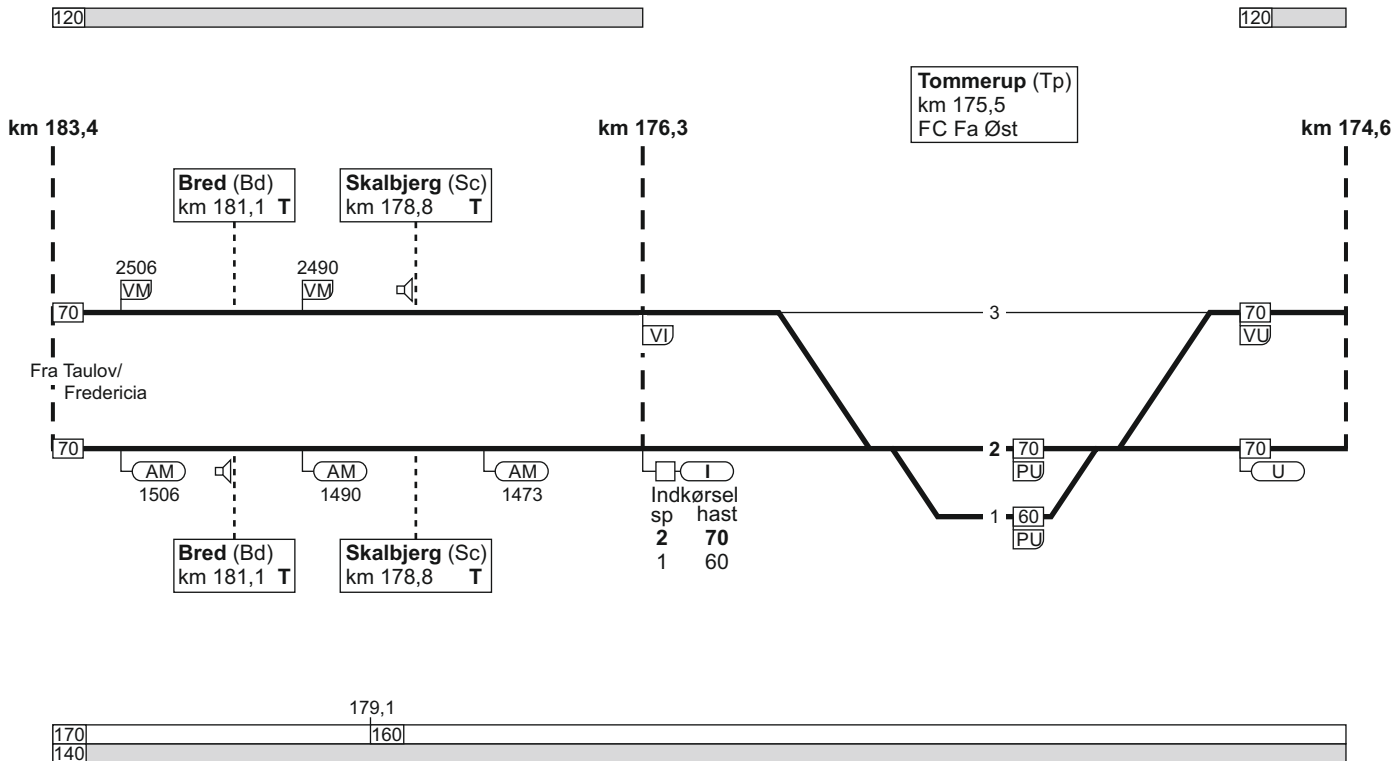 120
120
Tommerup (Tp)
km 175,5
FC Fa Øst
km 183,4
km 176,3
km 174,6
Bred (Bd)
km 181,1 T
Skalbjerg (Sc)
km 178,8 T
2506
VM
2490
VM
70
3
70
VI
VU
Fra Taulov/
Fredericia
70
2
70
70
AM
1506
AM
1490
AM
1473
I
PU
U
Indkørsel
sp hast
2 70
1 60
1
60
PU
Bred (Bd)
km 181,1 T
Skalbjerg (Sc)
km 178,8 T
179,1
170
160
140